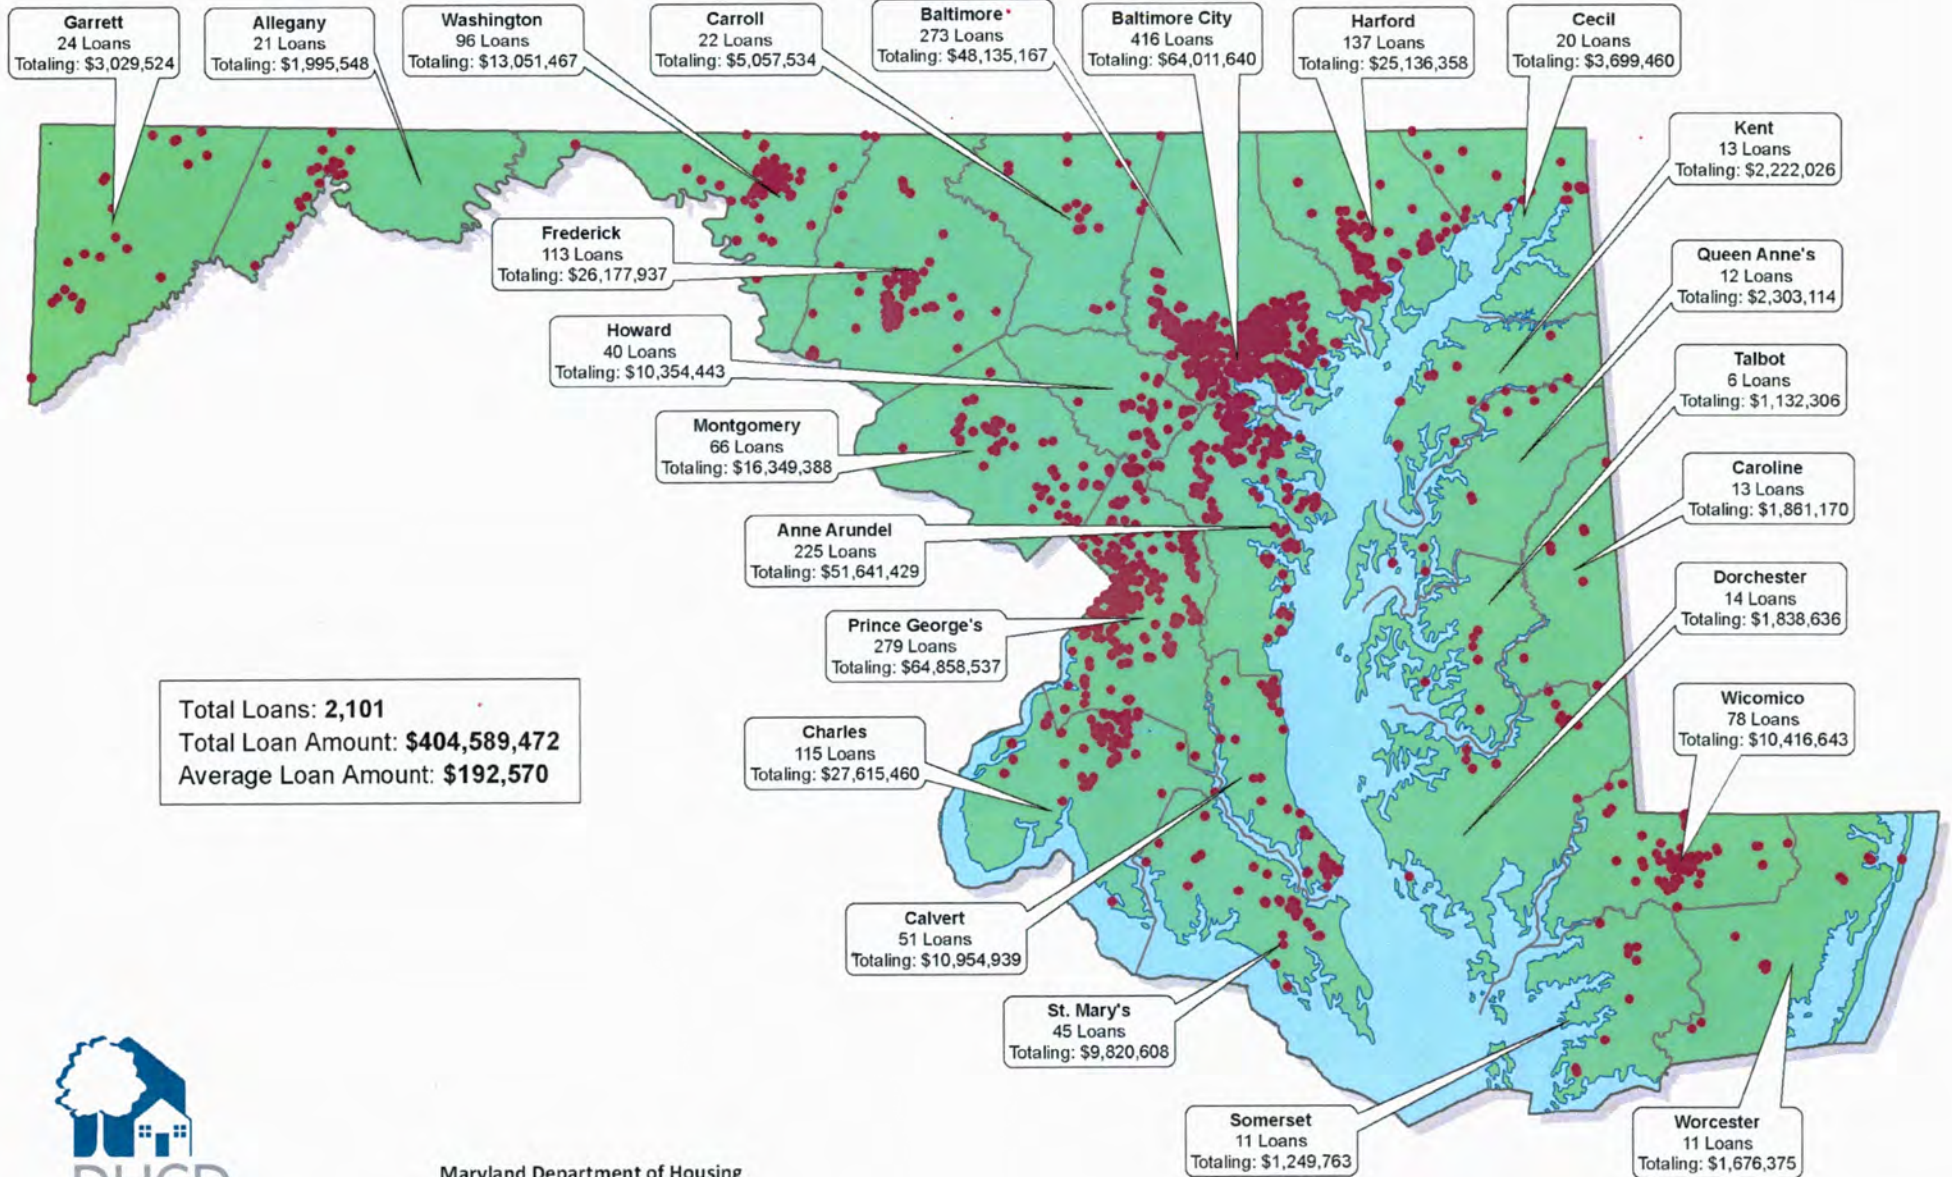 Garrett
24 Loans
Totaling: $3,029,524
Allegany
21 Loans
Totaling: $1,995,548
Washington
96 Loans
Totaling: $13,051,467
Carroll
22 Loans
Totaling: $5,057,534
Baltimore
273 Loans
Totaling: $48,135,167
Baltimore City
416 Loans
Totaling: $64,011,640
Harford
137 Loans
Totaling: $25,136,358
Cecil
20 Loans
Totaling: $3,699,460
Kent
13 Loans
Totaling: $2,222,026
Frederick
113 Loans
Totaling: $26,177,937
Queen Anne's
12 Loans
Totaling: $2,303,114
Howard
40 Loans
Totaling: $10,354,443
Talbot
6 Loans
Totaling: $1,132,306
Montgomery
66 Loans
Totaling: $16,349,388
Caroline
13 Loans
Totaling: $1,861,170
Anne Arundel
225 Loans
Totaling: $51,641,429
Dorchester
14 Loans
Totaling: $1,838,636
Prince George's
279 Loans
Totaling: $64,858,537
Wicomico
78 Loans
Totaling: $10,416,643
Total Loans: 2,101
Total Loan Amount: $404,589,472
Average Loan Amount: $192,570
Charles
115 Loans
Totaling: $27,615,460
Calvert
51 Loans
Totaling: $10,954,939
St. Mary's
45 Loans
Totaling: $9,820,608
Somerset
11 Loans
Totaling: $1,249,763
Worcester
11 Loans
Totaling: $1,676,375
DHCD
Maryland Department of Housing